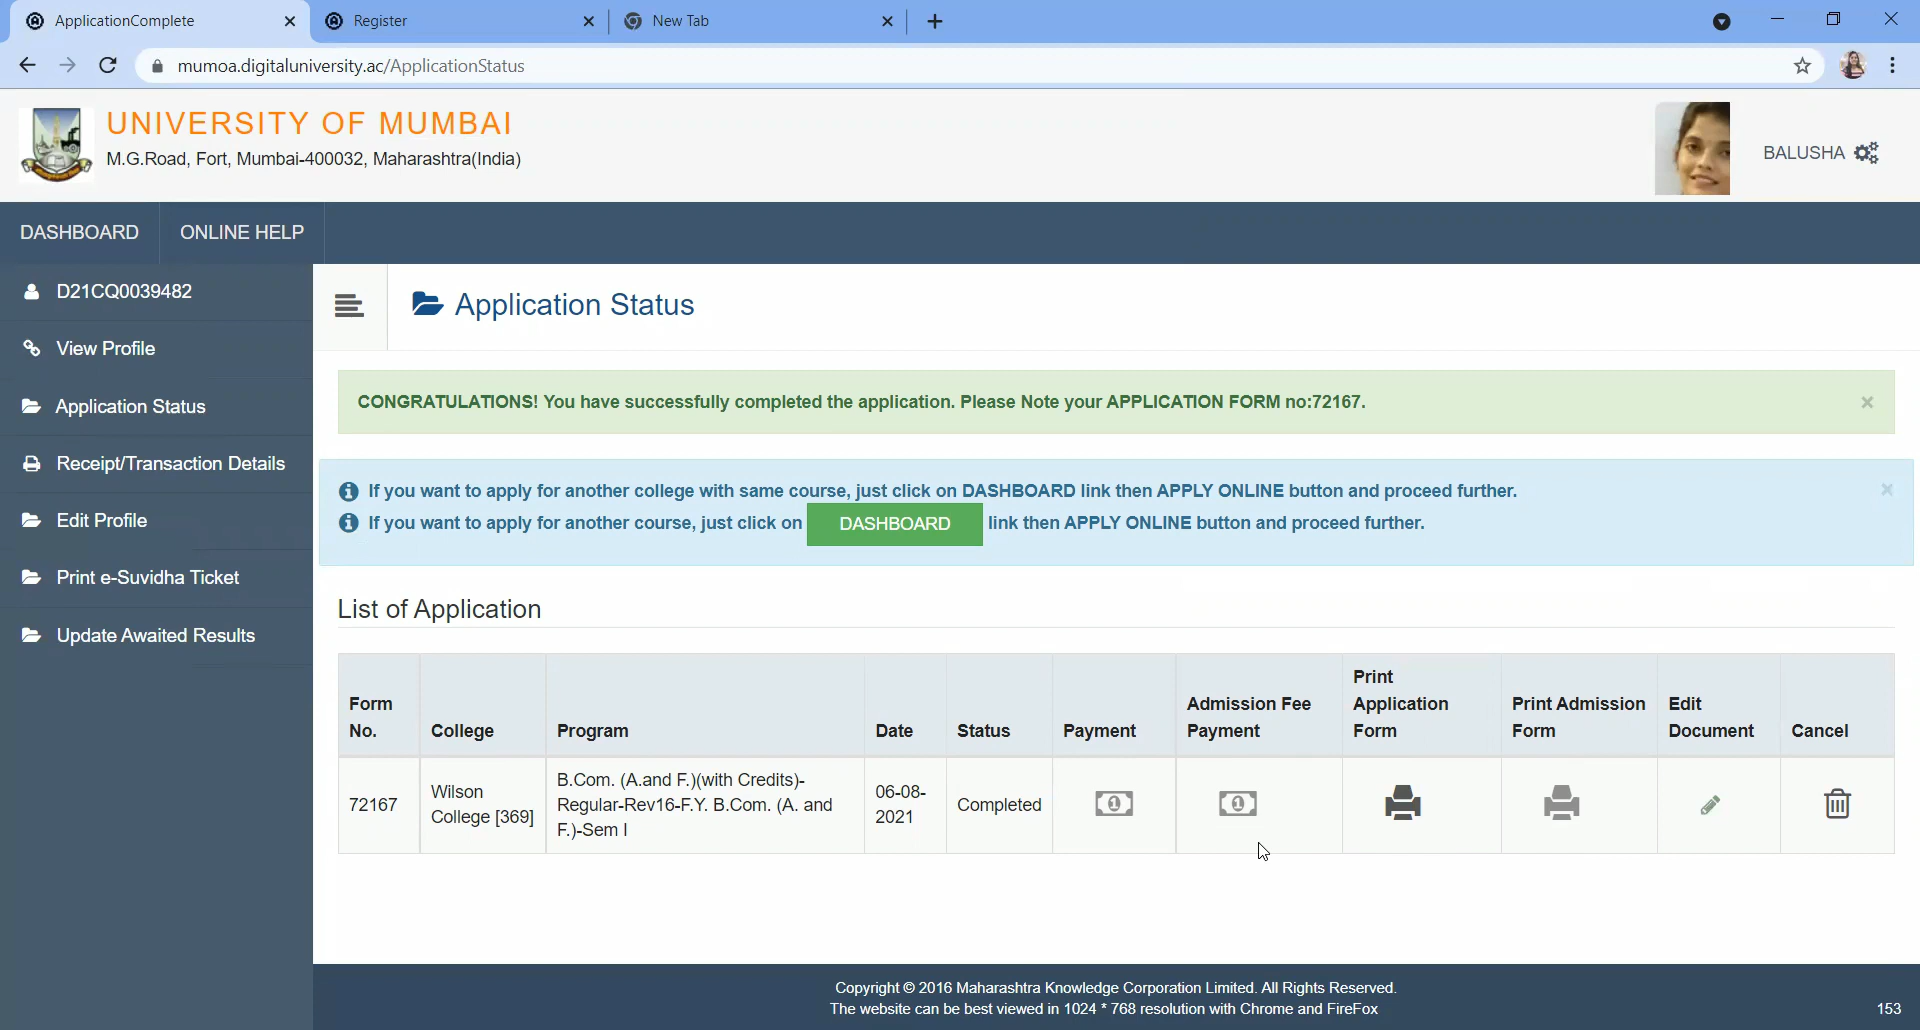 ApplicationComplete
Register
New Tab
mumoa.digitaluniversity.ac/ApplicationStatus
UNIVERSITY OF MUMBAI
M.G.Road, Fort, Mumbai-400032, Maharashtra(India)
BALUSHA
DASHBOARD
ONLINE HELP
D21CQ0039482
View Profile
Application Status
Receipt/Transaction Details
Edit Profile
Print e-Suvidha Ticket
Update Awaited Results
Application Status
CONGRATULATIONS! You have successfully completed the application. Please Note your APPLICATION FORM no:72167.
If you want to apply for another college with same course, just click on DASHBOARD link then APPLY ONLINE button and proceed further.
If you want to apply for another course, just click on DASHBOARD link then APPLY ONLINE button and proceed further.
List of Application
Form No.
College
Program
Date
Status
Payment
Admission Fee Payment
Print Application Form
Print Admission Form
Edit Document
Cancel
72167
Wilson College [369]
B.Com. (A.and F.)(with Credits)-
Regular-Rev16-F.Y. B.Com. (A. and
F.)-Sem I
06-08-
2021
Completed
Copyright © 2016 Maharashtra Knowledge Corporation Limited. All Rights Reserved.
The website can be best viewed in 1024 * 768 resolution with Chrome and FireFox
153